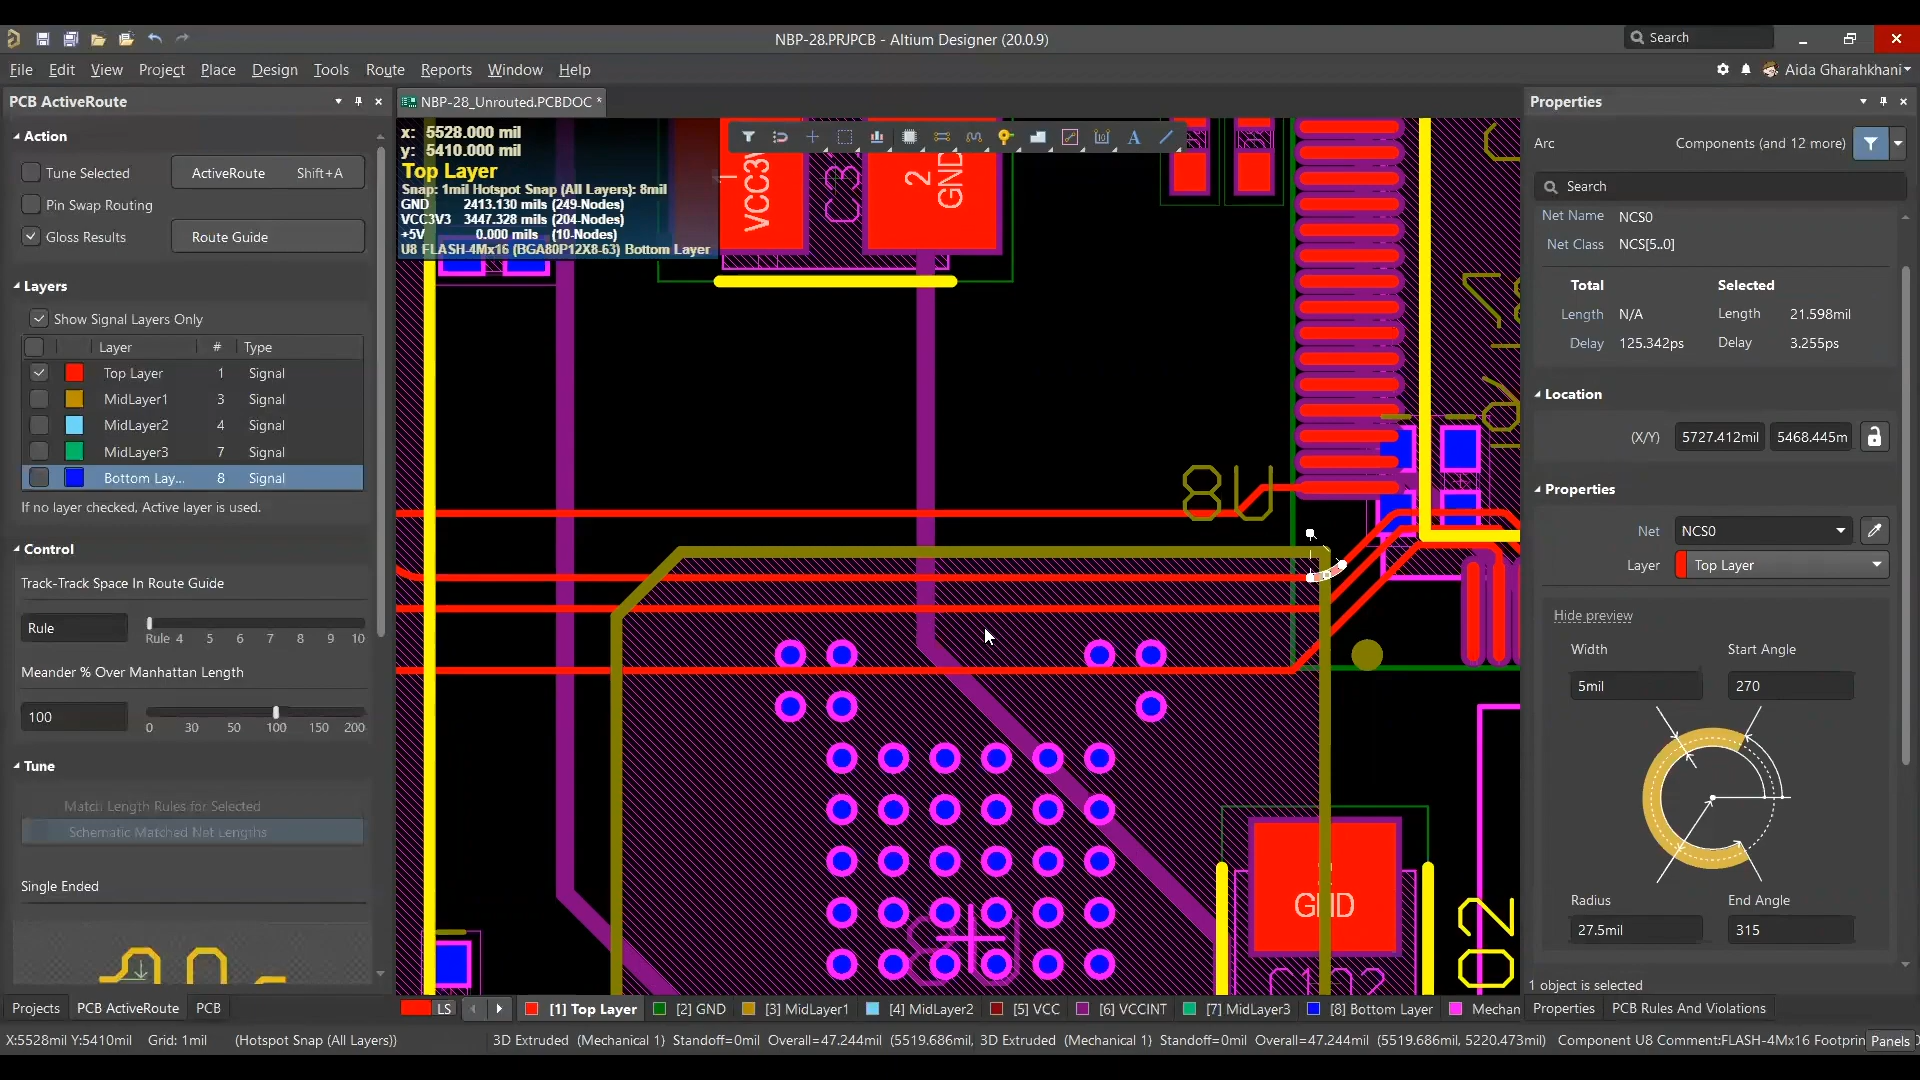 NBP-28.PRJPCB - Altium Designer (20.0.9)
Search
File Edit View Project Place Design Tools Route Reports Window Help
Aida Gharahkhani
PCB ActiveRoute
NBP-28_Unrouted.PCBDOC *
Properties
Action
Tune Selected
ActiveRoute Shift+A
Pin Swap Routing
Gloss Results
Route Guide
Layers
Show Signal Layers Only
Layer # Type
Top Layer 1 Signal
MidLayer1 3 Signal
MidLayer2 4 Signal
MidLayer3 7 Signal
Bottom Lay... 8 Signal
If no layer checked, Active layer is used.
Control
Track-Track Space In Route Guide
Rule
Rule 4 5 6 7 8 9 10
Meander % Over Manhattan Length
100
0 30 50 100 150 200
Tune
Match Length Rules for Selected
Schematic Matched Net Lengths
Single Ended
Projects PCB ActiveRoute PCB
x: 5528.000 mil
y: 5410.000 mil
Top Layer
Snap: 1mil Hotspot Snap (All Layers): 8mil
GND 2413.130 mils (249-Nodes)
VCC3V3 3447.328 mils (204-Nodes)
+5V 0.000 mils (10-Nodes)
U8 FLASH-4Mx16 (BGA80P12X8-63) Bottom Layer
1
VCC3V
C31
2
GND
U8
GND
C102
02
Arc Components (and 12 more)
Search
Net Name NCS0
Net Class NCS[5..0]
Total Selected
Length N/A Length 21.598mil
Delay 125.342ps Delay 3.255ps
Location
(X/Y) 5727.412mil 5468.445m
Properties
Net NCS0
Layer Top Layer
Hide preview
Width Start Angle
5mil 270
Radius End Angle
27.5mil 315
1 object is selected
Properties PCB Rules And Violations
LS [1] Top Layer [2] GND [3] MidLayer1 [4] MidLayer2 [5] VCC [6] VCCINT [7] MidLayer3 [8] Bottom Layer Mechan
X:5528mil Y:5410mil Grid: 1mil (Hotspot Snap (All Layers)) 3D Extruded (Mechanical 1) Standoff=0mil Overall=47.244mil (5519.686mil, 3D Extruded (Mechanical 1) Standoff=0mil Overall=47.244mil (5519.686mil, 5220.473mil) Component U8 Comment:FLASH-4Mx16 Footprin
Panels